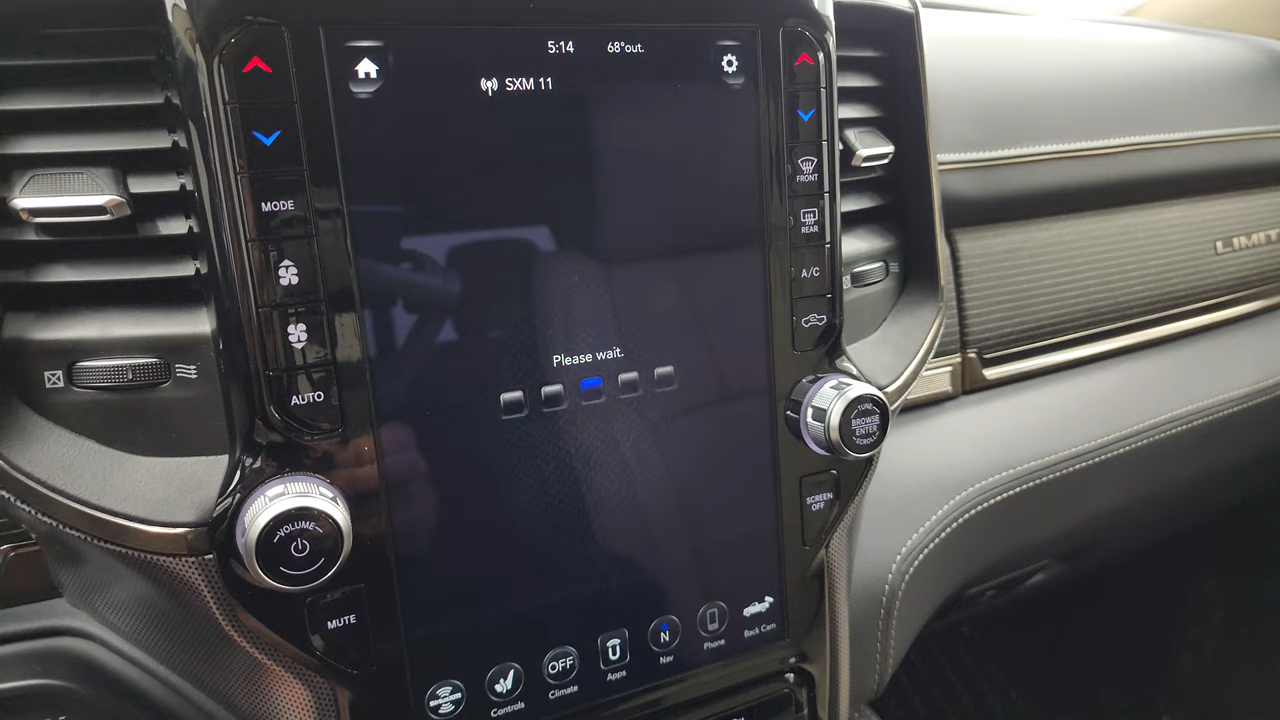 5:14
68°out.
SXM 11
MODE
FRONT
REAR
A/C
LIMIT
Please wait.
AUTO
TUNE
BROWSE
ENTER
SCROLL
SCREEN
OFF
VOLUME
MUTE
SIRIUSXM
Controls
OFF
Climate
Apps
N
Nav
Phone
Back Cam